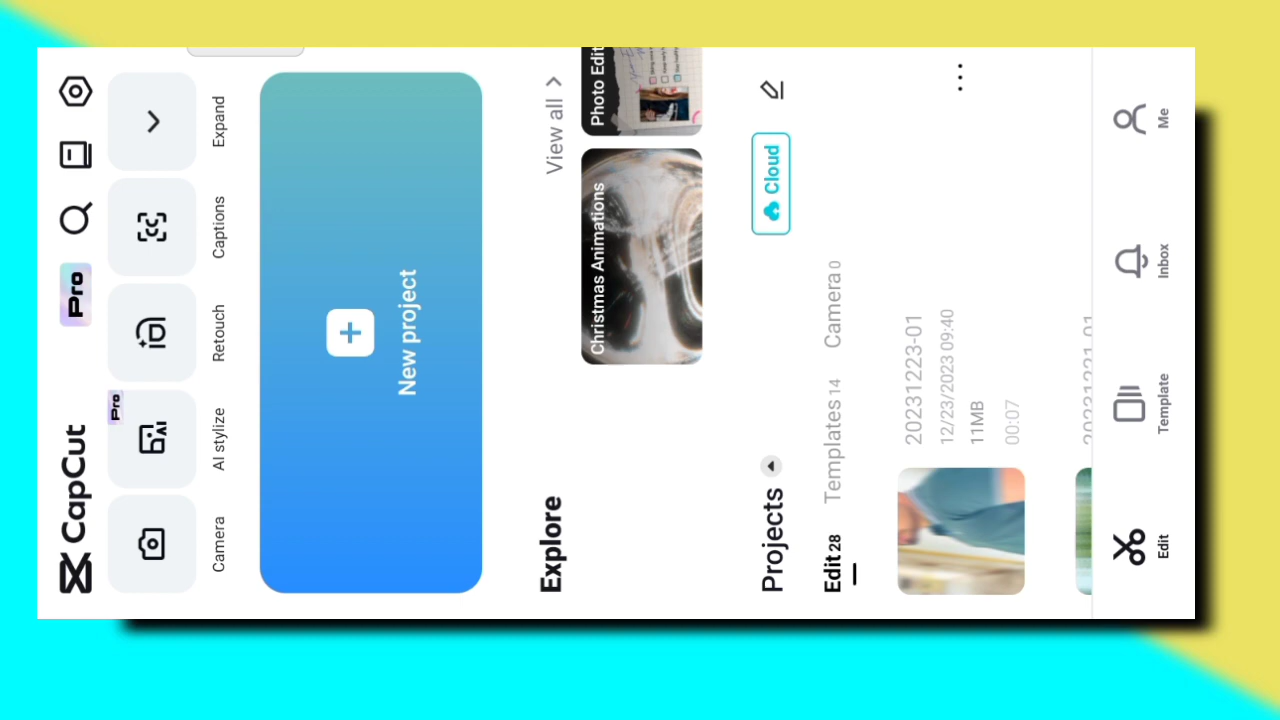 CapCut
Pro
Camera
Pro
AI stylize
Retouch
Captions
Expand
New project
Explore
View all
Christmas Animations
Photo Edit
Projects
Cloud
Edit 28
Templates 14
Camera 0
20231223-01
12/23/2023 09:40
11MB
00:07
20231221-01
Edit
Template
Inbox
Me